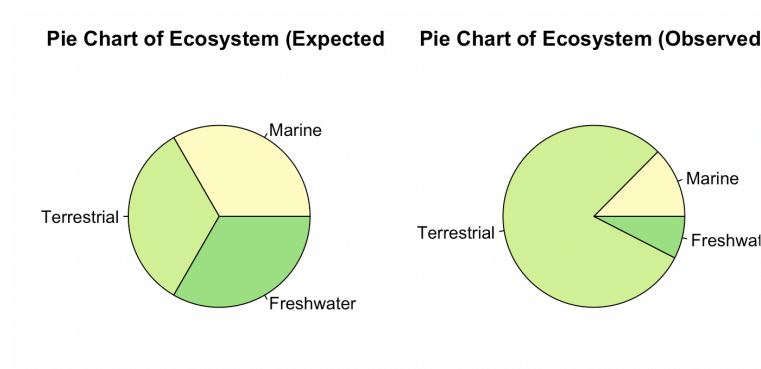 Pie Chart of Ecosystem (Expected
Marine
Terrestrial
Freshwater
Pie Chart of Ecosystem (Observed
Marine
Terrestrial
Freshwat